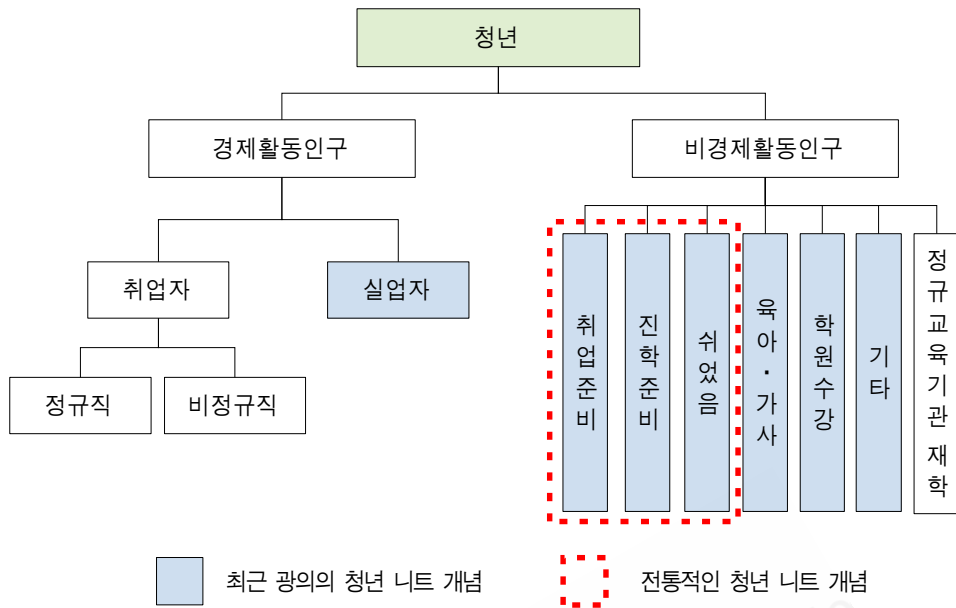 청년
경제활동인구
비경제활동인구
취업자
실업자
정규직
비정규직
취업준비
진학준비
쉬었음
육아·가사
학원수강
기타
정규교육기관 재학
최근 광의의 청년 니트 개념
전통적인 청년 니트 개념